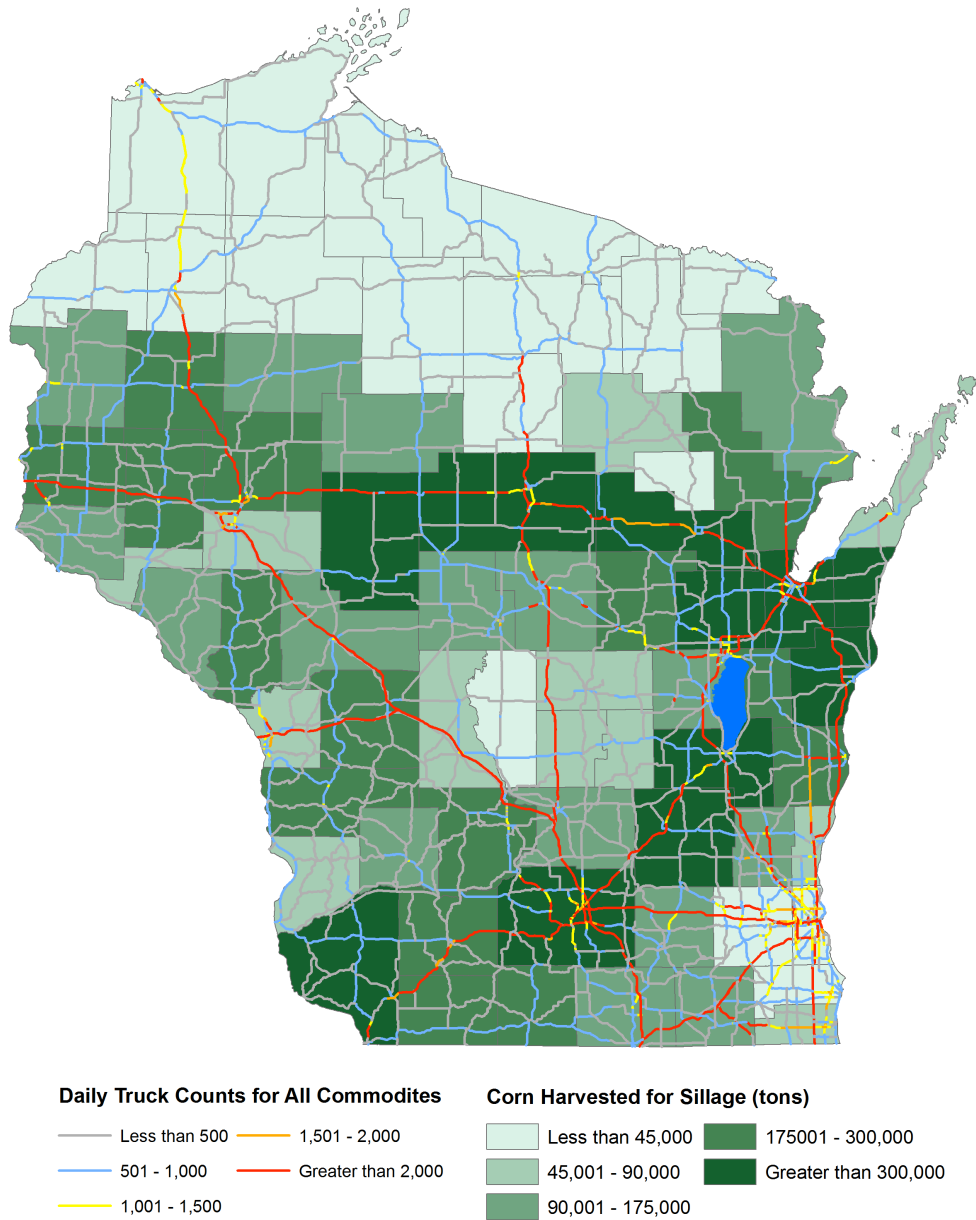 Daily Truck Counts for All Commodites
Less than 500
501 - 1,000
1,001 - 1,500
1,501 - 2,000
Greater than 2,000
Corn Harvested for Sillage (tons)
Less than 45,000
45,001 - 90,000
90,001 - 175,000
175001 - 300,000
Greater than 300,000